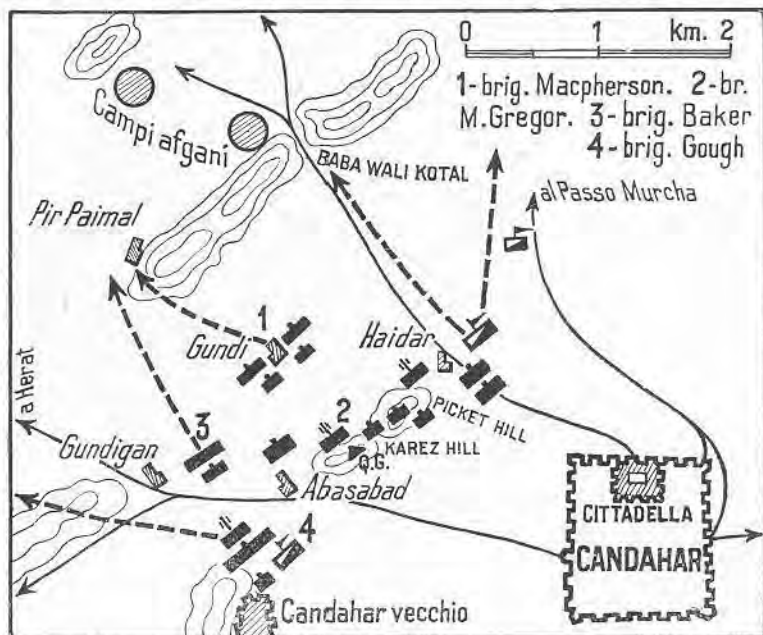 0 1 km. 2
1-brig. Macpherson. 2-br.
M.Gregor. 3-brig. Baker
4-brig. Gough
Campi afgani
BABA WALI KOTAL
al Passo Murcha
Pir Paimal
1
Gundi
Haidar
a Herat
2
PICKET HILL
3
KAREZ HILL
Gundigan
Q.G.
Abasabad
4
CITTADELLA
CANDAHAR
Candahar vecchio